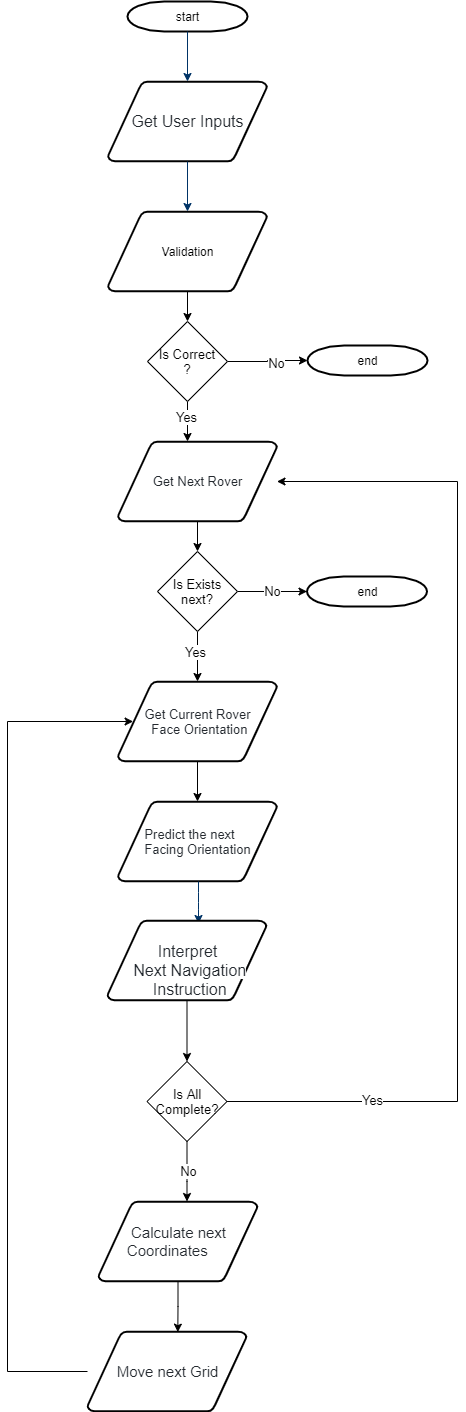 start
Get User Inputs
Validation
Is Correct
?
No
end
Yes
Get Next Rover
Is Exists
next?
No
end
Yes
Get Current Rover
Face Orientation
Predict the next
Facing Orientation
Interpret
Next Navigation
Instruction
Is All
Complete?
Yes
No
Calculate next
Coordinates
Move next Grid